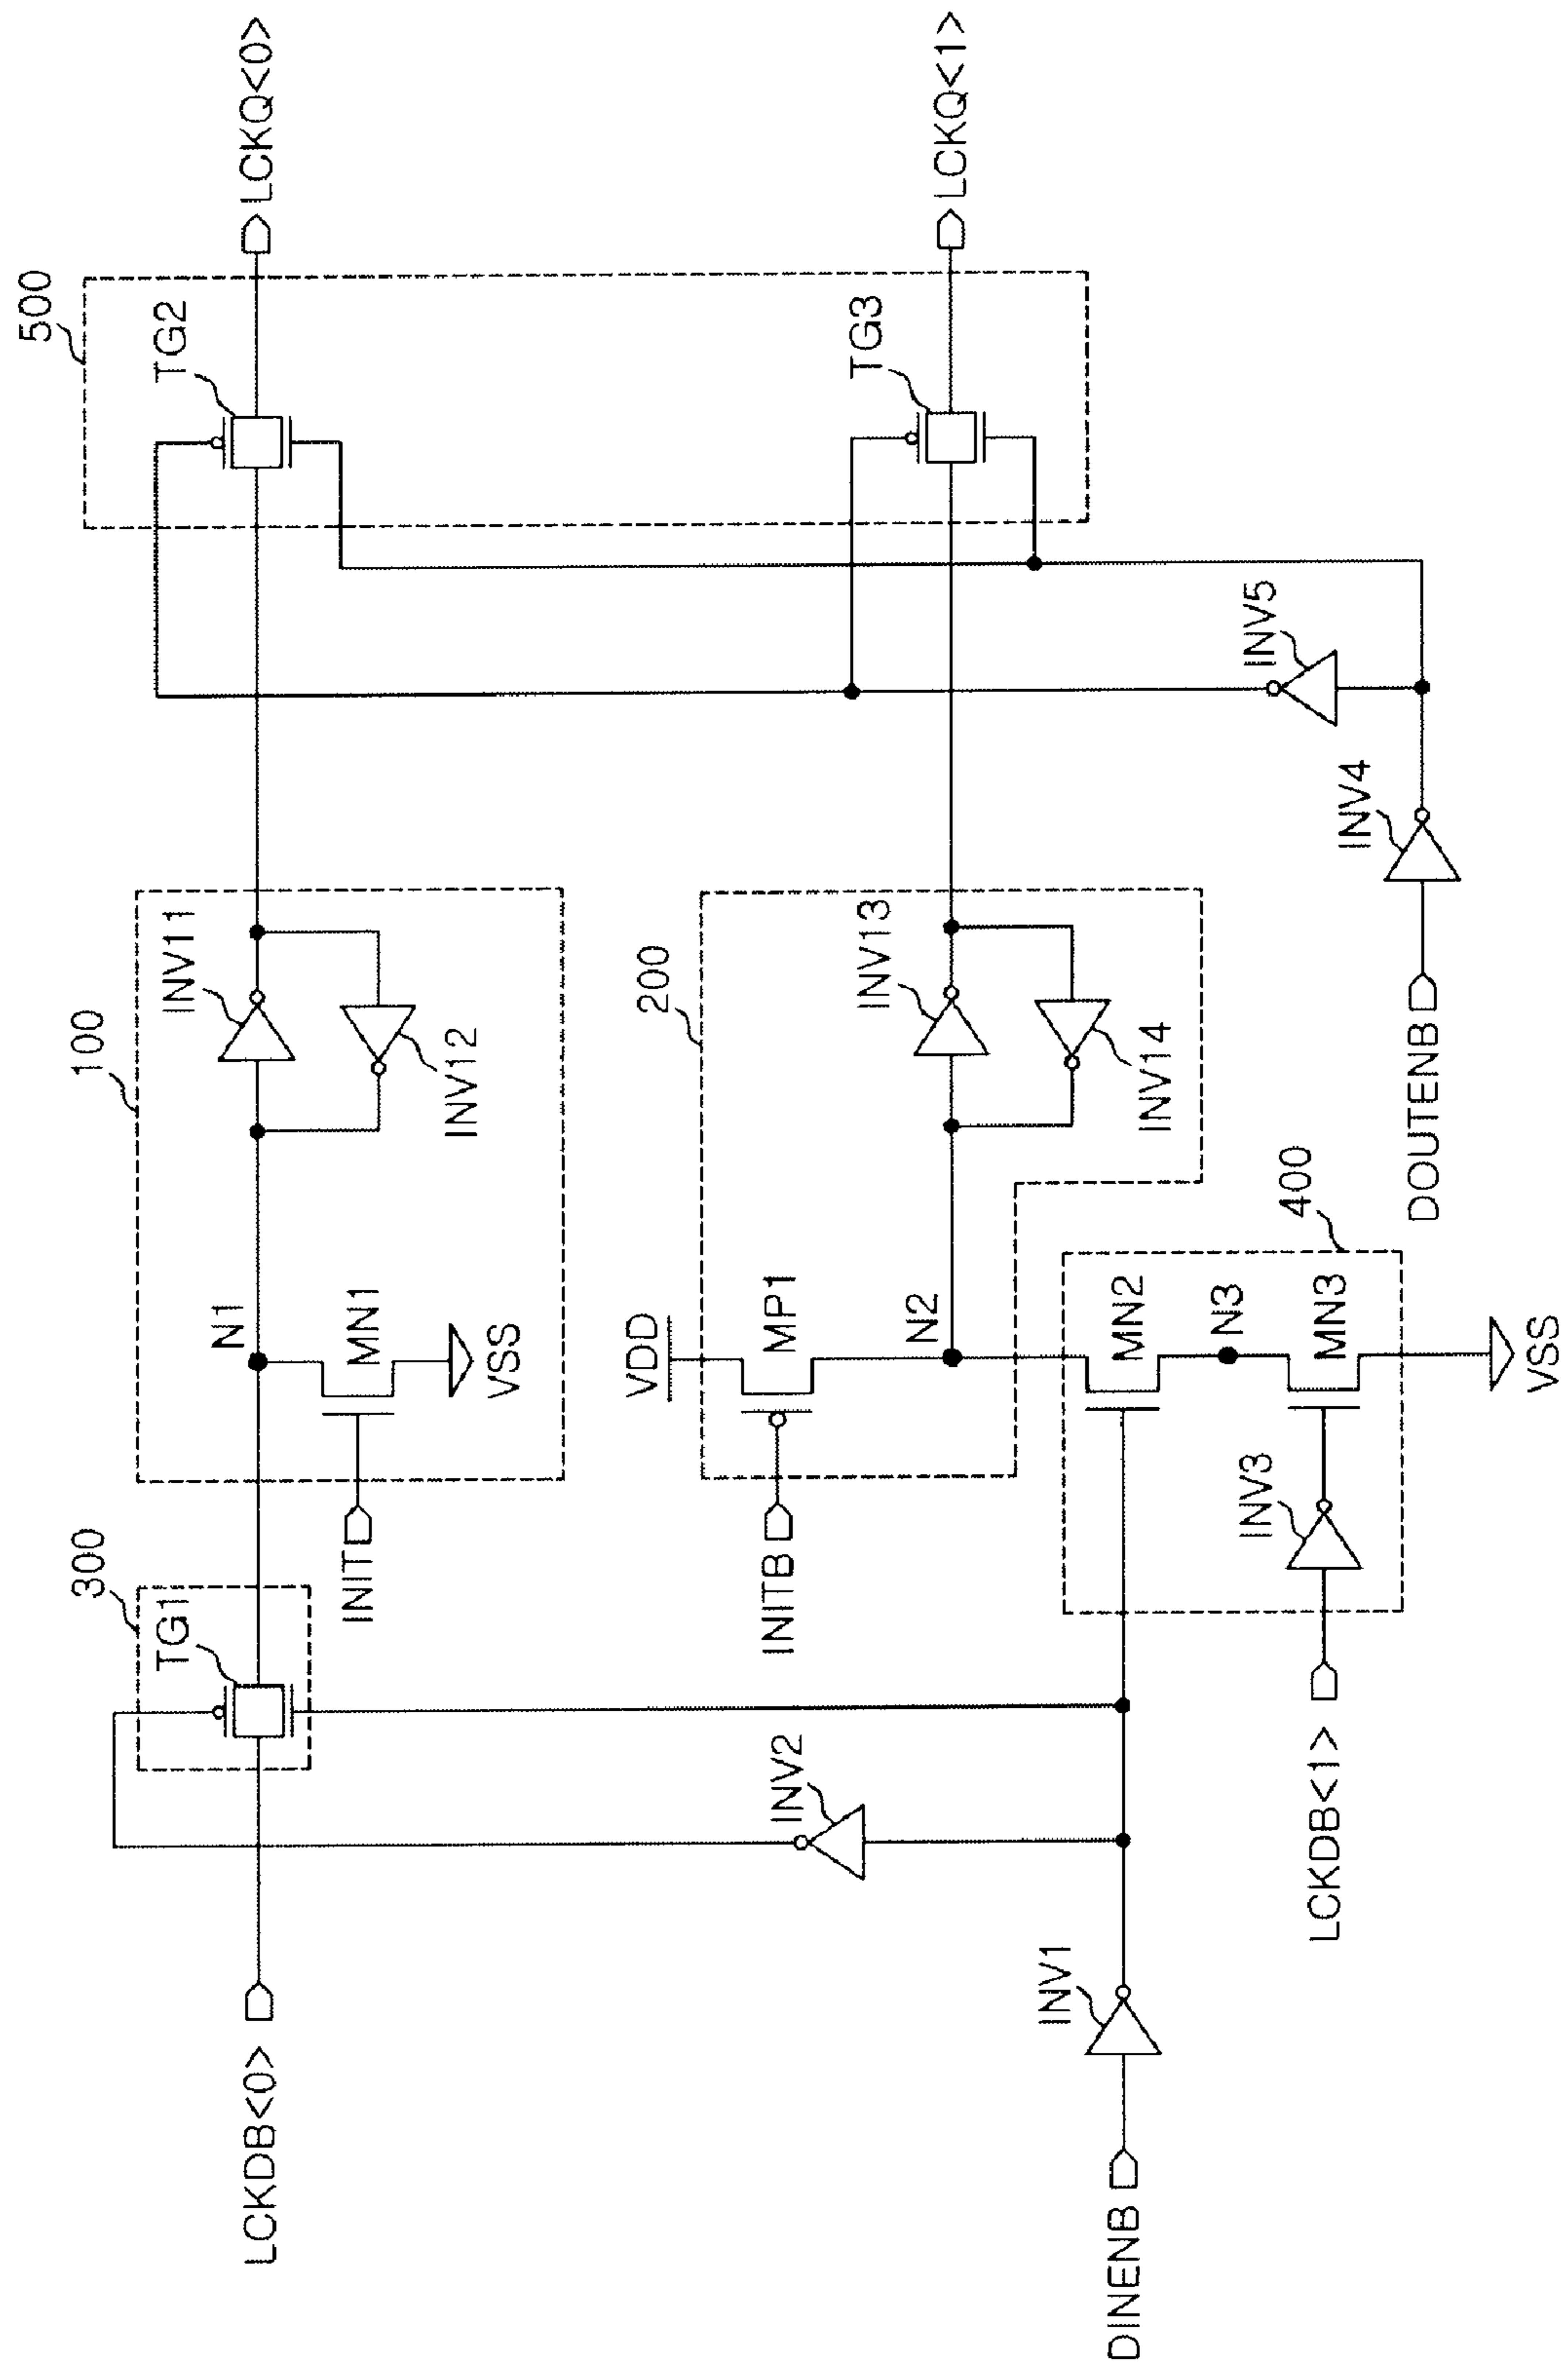 500
LCKQ<0>
LCKQ<1>
TG2
TG3
INV5
INV4
DOUTENB
100
INV11
INV12
N1
MN1
VSS
INIT
200
INV13
INV14
VDD
MP1
N2
INITB
400
MN2
N3
MN3
VSS
INV3
LCKDB<1>
300
TG1
INV2
INV1
LCKDB<0>
DINENB